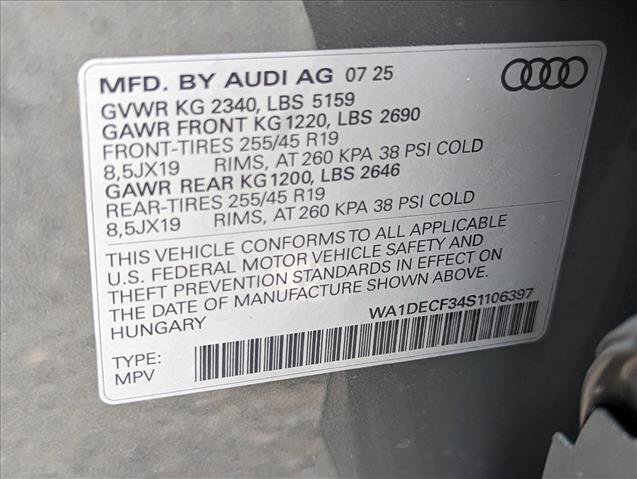 MFD. BY AUDI AG 07 25
GVWR KG 2340, LBS 5159
GAWR FRONT KG 1220, LBS 2690
FRONT-TIRES 255/45 R19
8,5JX19 RIMS, AT 260 KPA 38 PSI COLD
GAWR REAR KG 1200, LBS 2646
REAR-TIRES 255/45 R19
8,5JX19 RIMS, AT 260 KPA 38 PSI COLD
THIS VEHICLE CONFORMS TO ALL APPLICABLE
U.S. FEDERAL MOTOR VEHICLE SAFETY AND
THEFT PREVENTION STANDARDS IN EFFECT ON
THE DATE OF MANUFACTURE SHOWN ABOVE.
HUNGARY
WA1DECF34S1106397
TYPE:
MPV